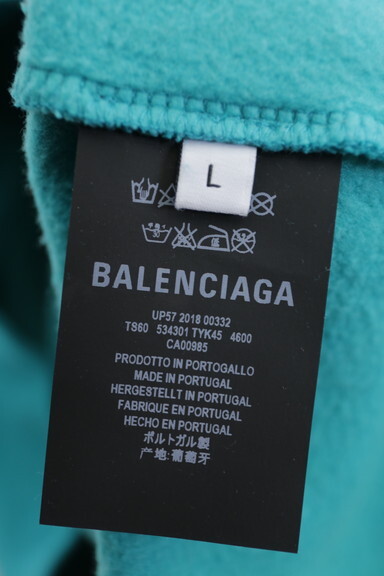 L
BALENCIAGA
UP57 2018 00332
TS60 534301 TYK45 4600
CA00985
PRODOTTO IN PORTOGALLO
MADE IN PORTUGAL
HERGESTELLT IN PORTUGAL
FABRIQUE EN PORTUGAL
HECHO EN PORTUGAL
ポルトガル製
产地:葡萄牙